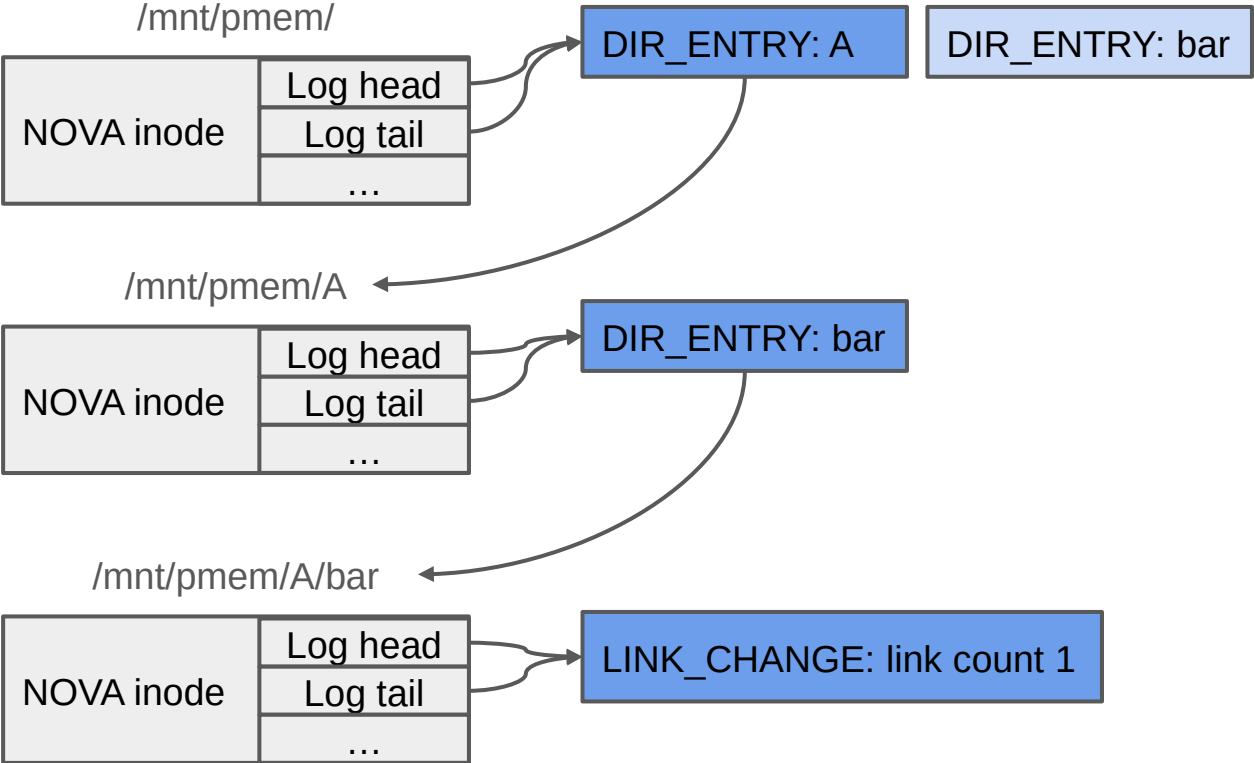 /mnt/pmem/
DIR_ENTRY: A
DIR_ENTRY: bar
NOVA inode
Log head
Log tail
...
/mnt/pmem/A
DIR_ENTRY: bar
NOVA inode
Log head
Log tail
...
/mnt/pmem/A/bar
LINK_CHANGE: link count 1
NOVA inode
Log head
Log tail
...